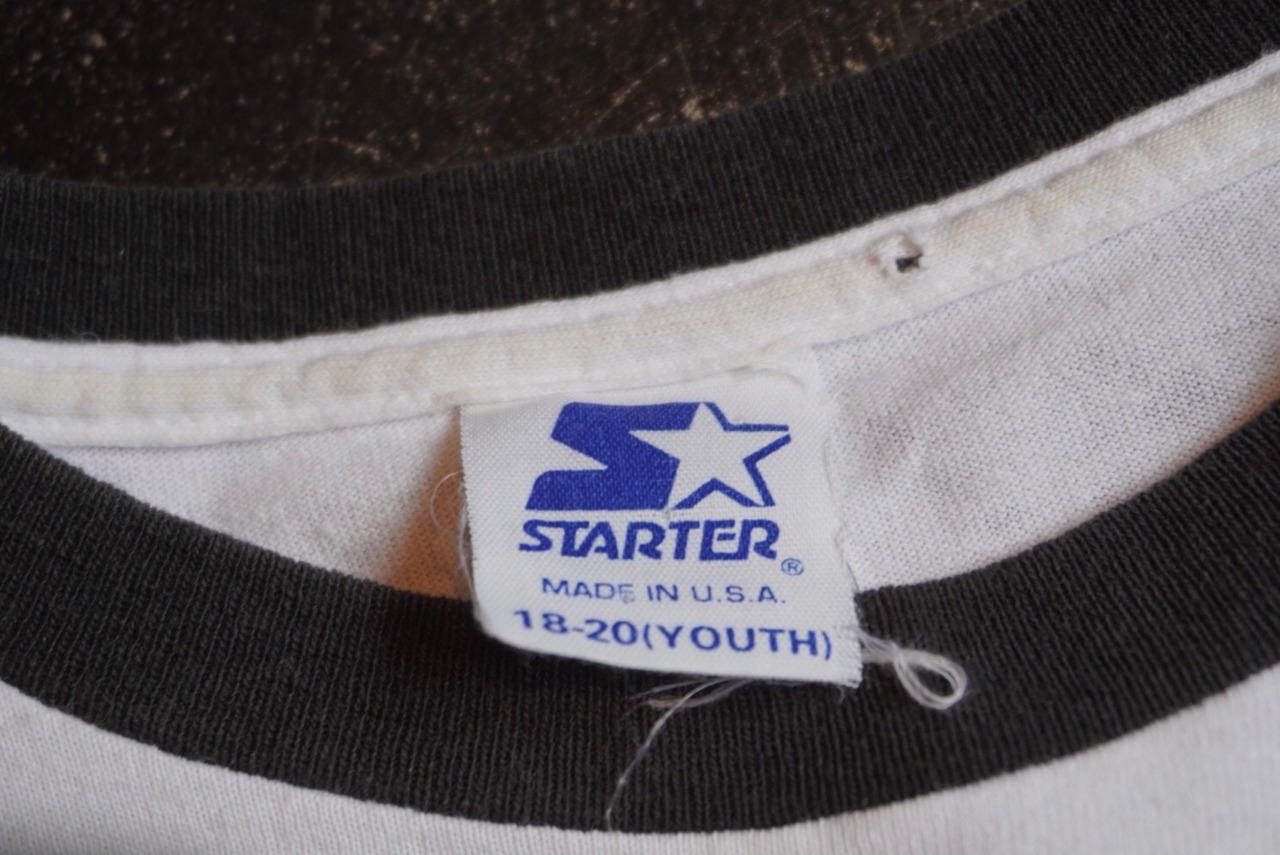 STARTER®
MADE IN U.S.A.
18-20(YOUTH)